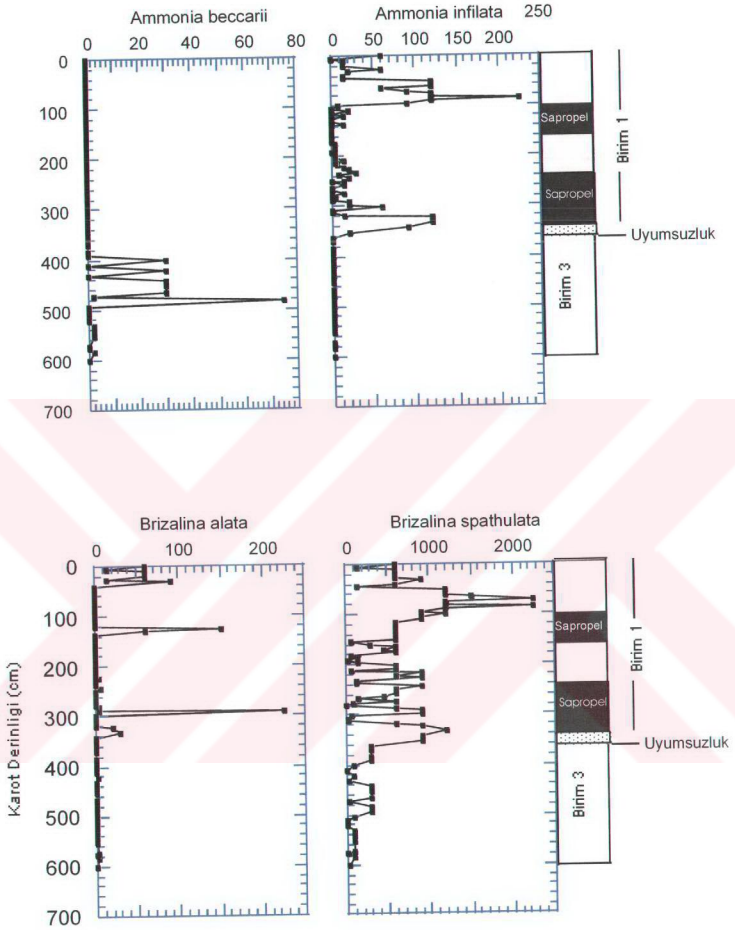 Ammonia beccarii
Ammonia infilata 250
0 20 40 60 80
0 50 100 150 200
0
100
200
300
400
500
600
700
Sapropel
Sapropel
Birim 1
Uyumsuzluk
Birim 3
Brizalina alata
Brizalina spathulata
0 100 200
0 1000 2000
0
100
200
300
400
500
600
700
Karot Derinligi (cm)
Sapropel
Sapropel
Birim 1
Uyumsuzluk
Birim 3